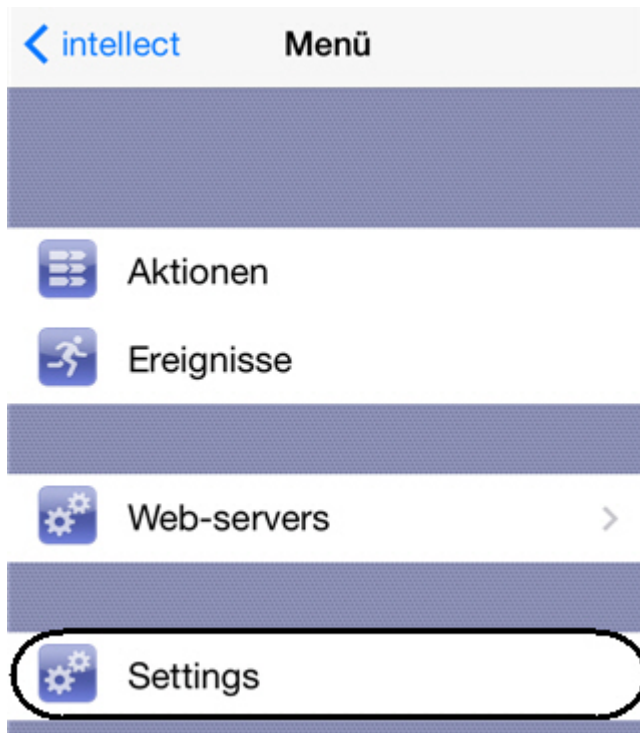 intellect Menü
Aktionen
Ereignisse
Web-servers
Settings